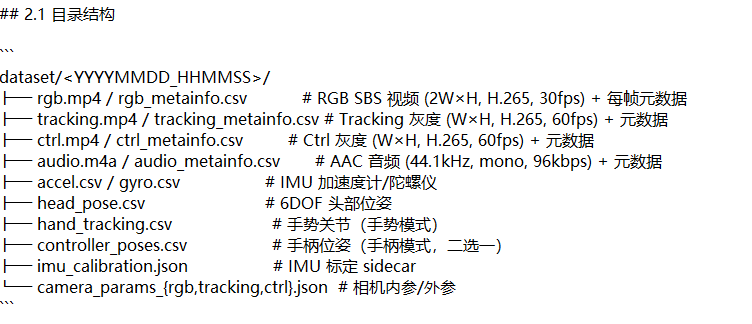 ## 2.1 目录结构
```
dataset/<YYYYMMDD_HHMMSS>/
├── rgb.mp4 / rgb_metainfo.csv # RGB SBS 视频 (2W×H, H.265, 30fps) + 每帧元数据
├── tracking.mp4 / tracking_metainfo.csv # Tracking 灰度 (W×H, H.265, 60fps) + 元数据
├── ctrl.mp4 / ctrl_metainfo.csv # Ctrl 灰度 (W×H, H.265, 60fps) + 元数据
├── audio.m4a / audio_metainfo.csv # AAC 音频 (44.1kHz, mono, 96kbps) + 元数据
├── accel.csv / gyro.csv # IMU 加速度计/陀螺仪
├── head_pose.csv # 6DOF 头部位姿
├── hand_tracking.csv # 手势关节（手势模式）
├── controller_poses.csv # 手柄位姿（手柄模式，二选一）
├── imu_calibration.json # IMU 标定 sidecar
└── camera_params_{rgb,tracking,ctrl}.json # 相机内参/外参
```